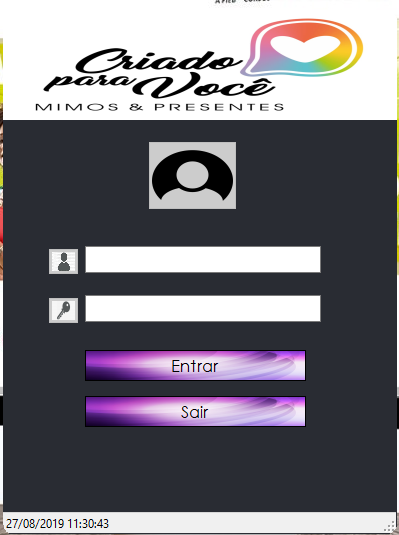 Criado
para Você
MIMOS & PRESENTES
Entrar
Sair
27/08/2019 11:30:43